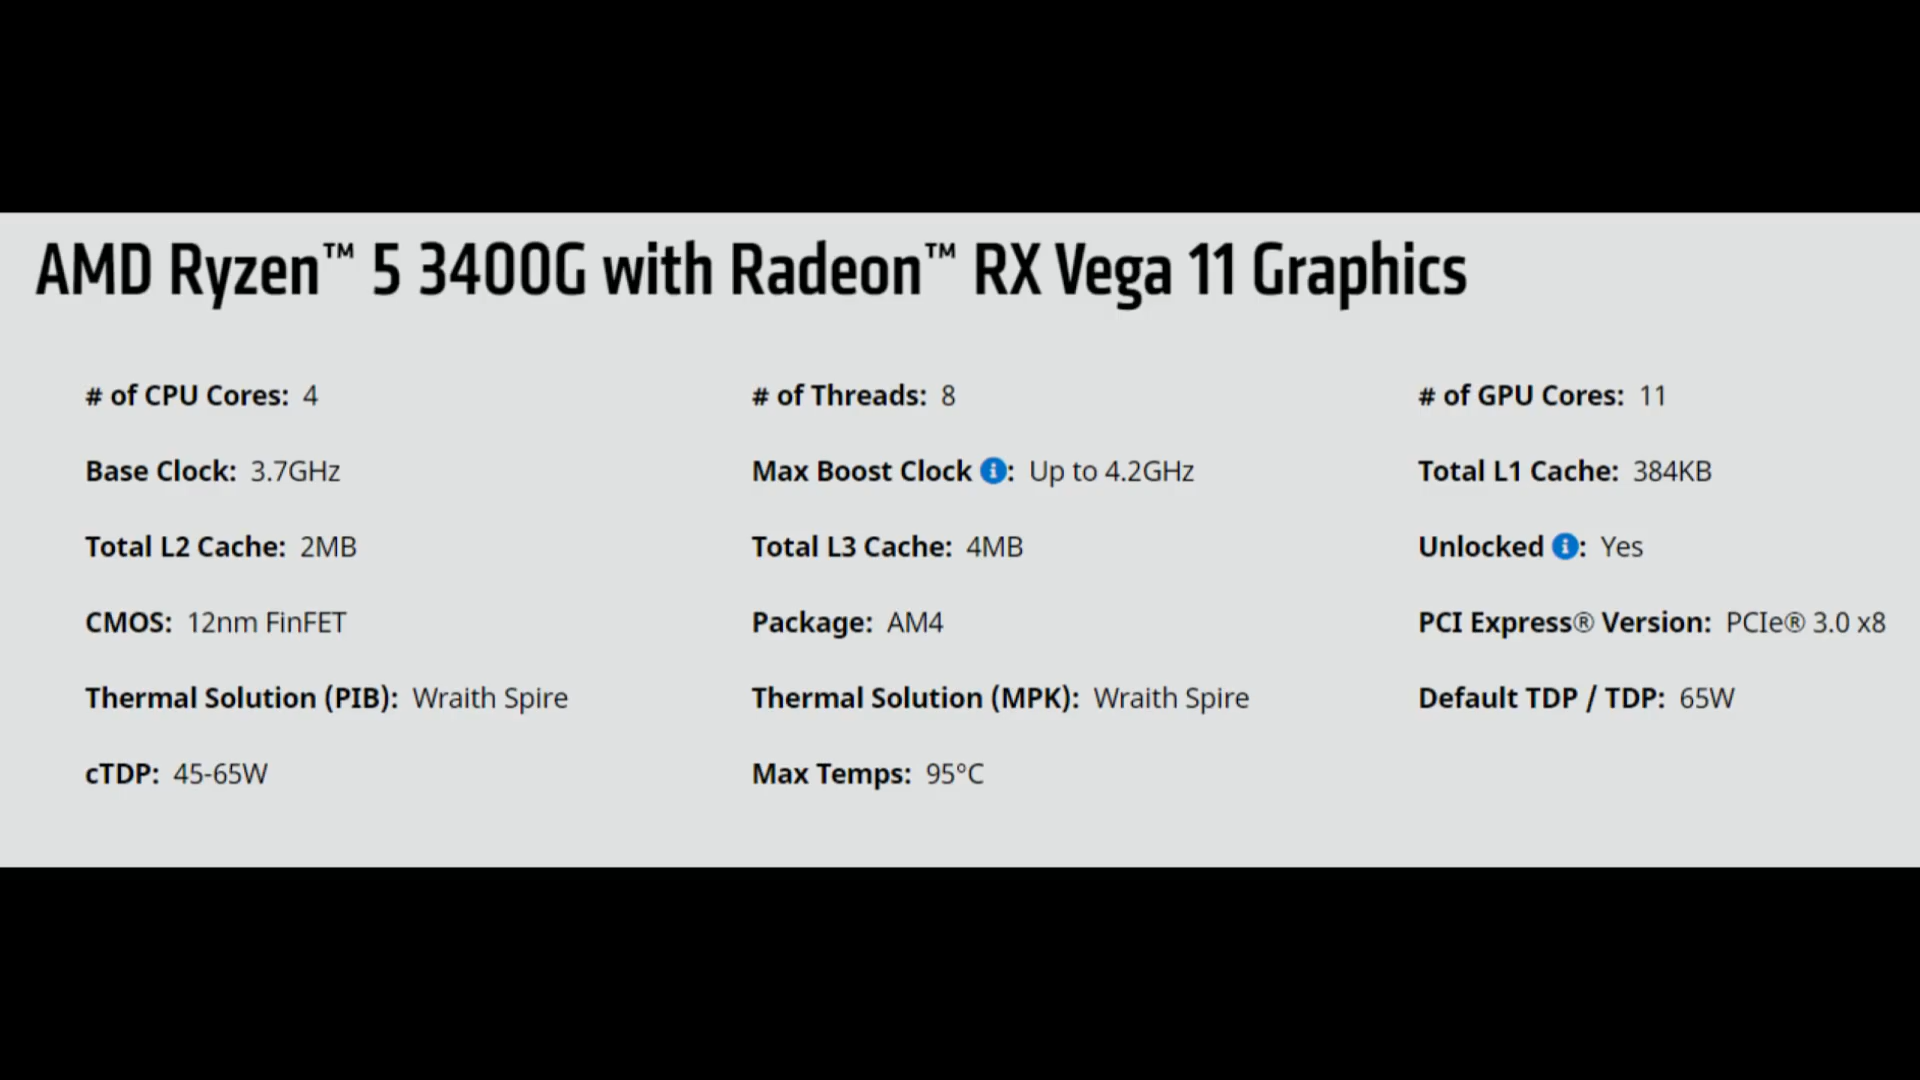 AMD Ryzen™ 5 3400G with Radeon™ RX Vega 11 Graphics
# of CPU Cores: 4
# of Threads: 8
# of GPU Cores: 11
Base Clock: 3.7GHz
Max Boost Clock i: Up to 4.2GHz
Total L1 Cache: 384KB
Total L2 Cache: 2MB
Total L3 Cache: 4MB
Unlocked i: Yes
CMOS: 12nm FinFET
Package: AM4
PCI Express® Version: PCIe® 3.0 x8
Thermal Solution (PIB): Wraith Spire
Thermal Solution (MPK): Wraith Spire
Default TDP / TDP: 65W
cTDP: 45-65W
Max Temps: 95°C